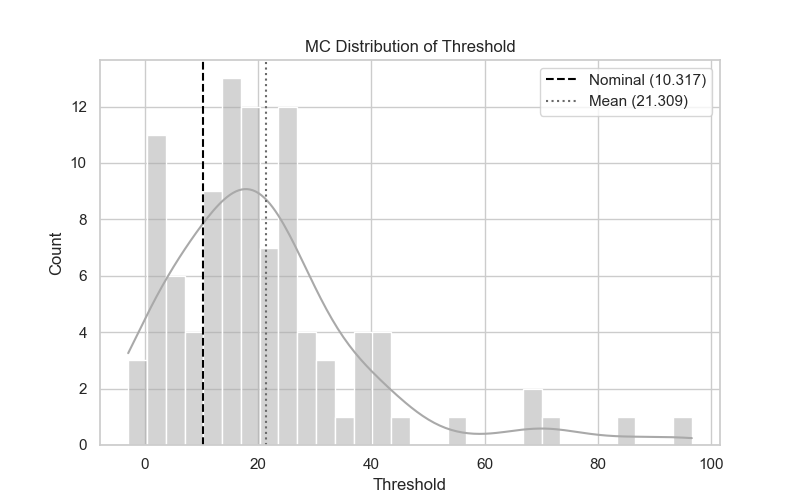 MC Distribution of Threshold
Nominal (10.317)
Mean (21.309)
Count
12
10
8
6
4
2
0
0 20 40 60 80 100
Threshold